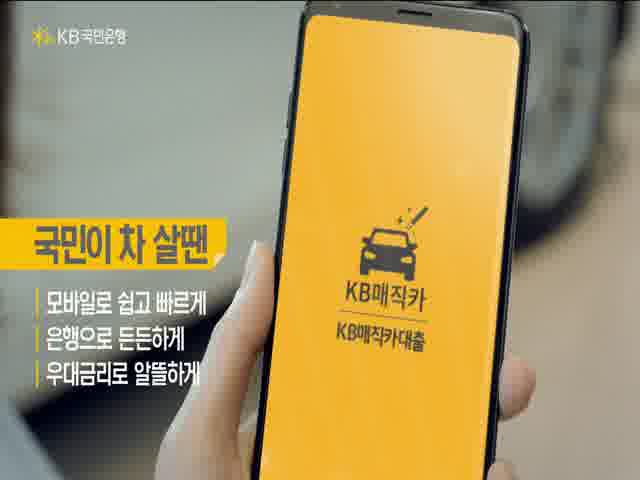 KB국민은행
국민이 차 살땐
모바일로 쉽고 빠르게
은행으로 든든하게
우대금리로 알뜰하게
KB매직카
KB매직카대출